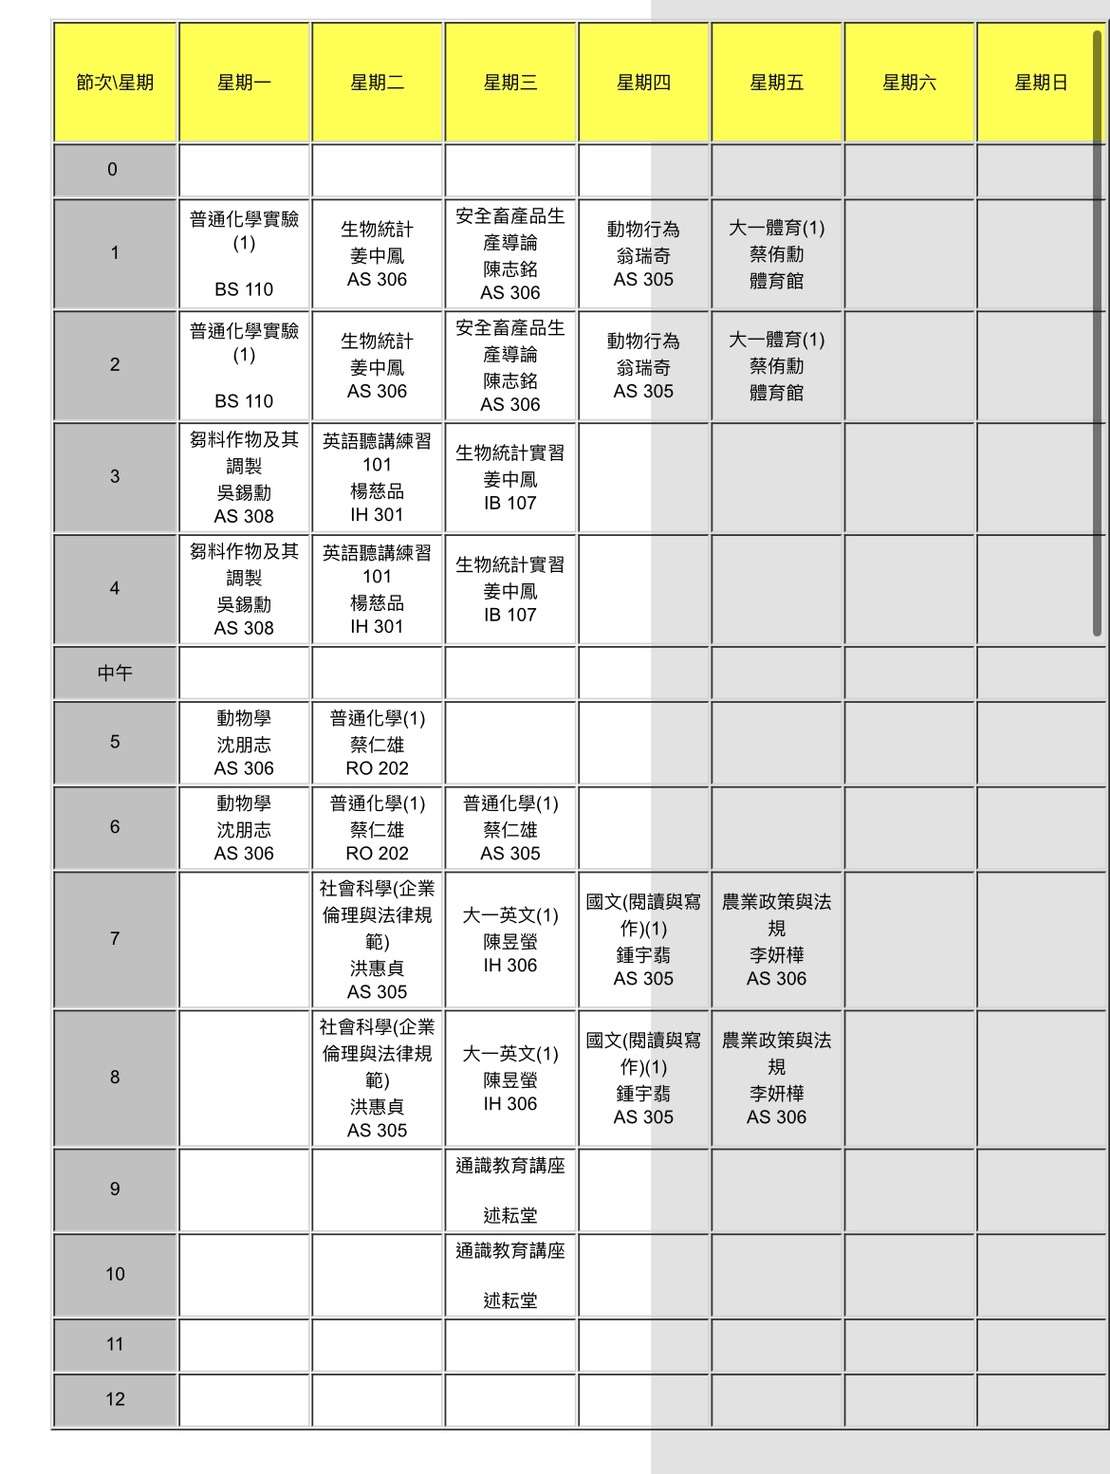 節次\星期 星期一 星期二 星期三 星期四 星期五 星期六 星期日
0
1
普通化學實驗
(1)
BS 110
生物統計
姜中鳳
AS 306
安全畜產品生
產導論
陳志銘
AS 306
動物行為
翁瑞奇
AS 305
大一體育(1)
蔡侑勳
體育館
2
普通化學實驗
(1)
BS 110
生物統計
姜中鳳
AS 306
安全畜產品生
產導論
陳志銘
AS 306
動物行為
翁瑞奇
AS 305
大一體育(1)
蔡侑勳
體育館
3
芻料作物及其
調製
吳錫勳
AS 308
英語聽講練習
101
楊慈品
IH 301
生物統計實習
姜中鳳
IB 107
4
芻料作物及其
調製
吳錫勳
AS 308
英語聽講練習
101
楊慈品
IH 301
生物統計實習
姜中鳳
IB 107
中午
5
動物學
沈朋志
AS 306
普通化學(1)
蔡仁雄
RO 202
6
動物學
沈朋志
AS 306
普通化學(1)
蔡仁雄
RO 202
普通化學(1)
蔡仁雄
AS 305
7
社會科學(企業
倫理與法律規
範)
洪惠貞
AS 305
大一英文(1)
陳昱螢
IH 306
國文(閱讀與寫
作)(1)
鍾宇翡
AS 305
農業政策與法
規
李妍樺
AS 306
8
社會科學(企業
倫理與法律規
範)
洪惠貞
AS 305
大一英文(1)
陳昱螢
IH 306
國文(閱讀與寫
作)(1)
鍾宇翡
AS 305
農業政策與法
規
李妍樺
AS 306
9
通識教育講座
述耘堂
10
通識教育講座
述耘堂
11
12